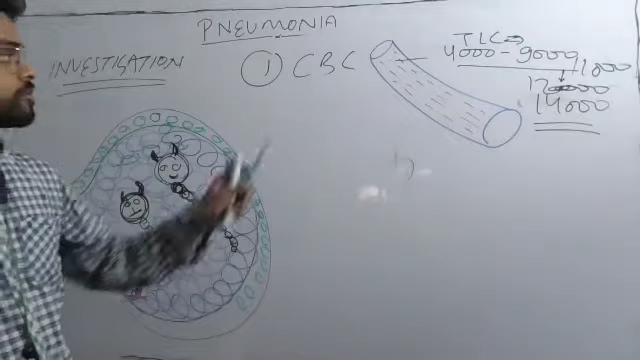 PNEUMONIA
INVESTIGATION
① CBC
TLC→
4000-9000
11000
12000
14000